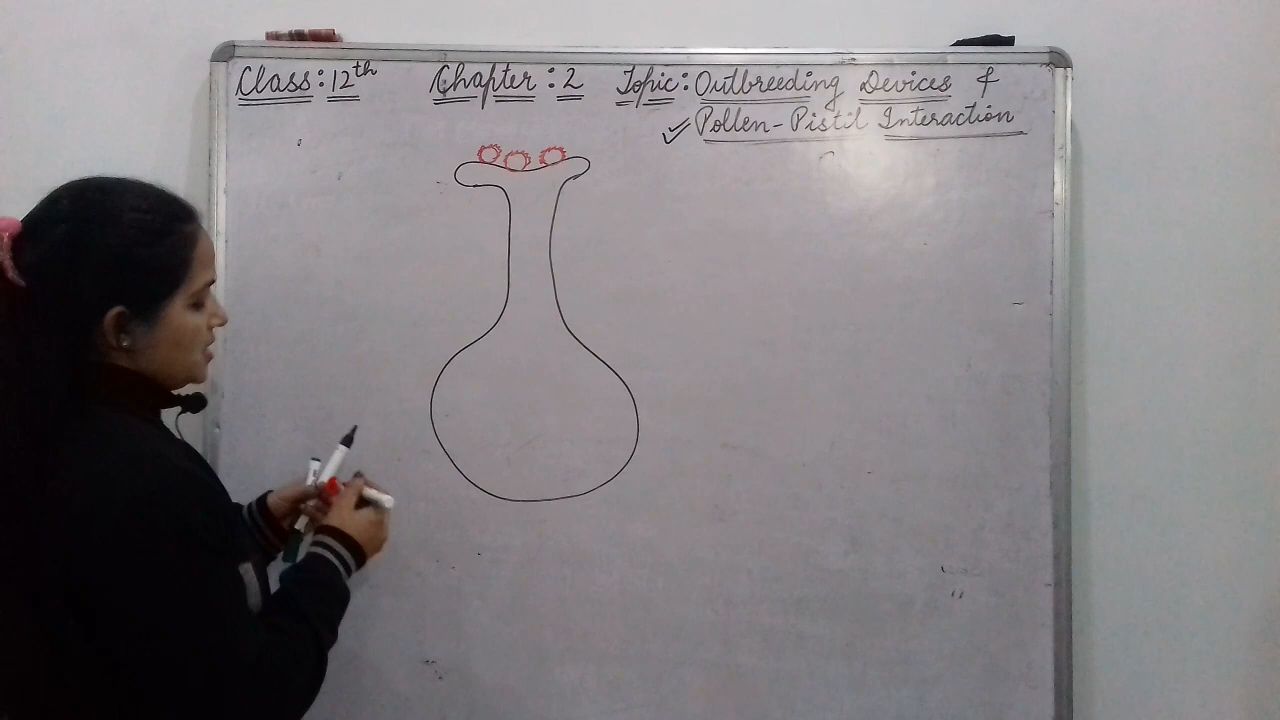 Class: 12th Chapter: 2 Topic: Outbreeding Devices &
✓ Pollen-Pistil Interaction